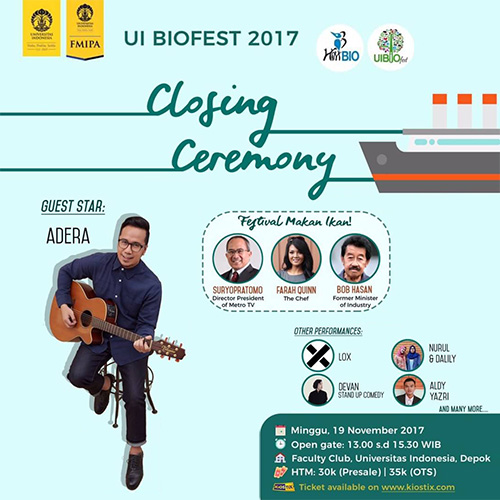 UNIVERSITAS
INDONESIA
FMIPA
UI BIOFEST 2017
HIMBIO
UIBIOfest
Closing
Ceremony
GUEST STAR:
ADERA
Festival Makan Ikan!
SURYOPRATOMO
Director President
of Metro TV
FARAH QUINN
The Chef
BOB HASAN
Former Minister
of Industry
OTHER PERFORMANCES:
LOX
NURUL
& DALILY
DEVAN
STAND UP COMEDY
ALDY
YAZRI
AND MANY MORE...
Minggu, 19 November 2017
Open gate: 13.00 s.d 15.30 WIB
Faculty Club, Universitas Indonesia, Depok
HTM: 30k (Presale) | 35k (OTS)
Ticket available on www.kiostix.com